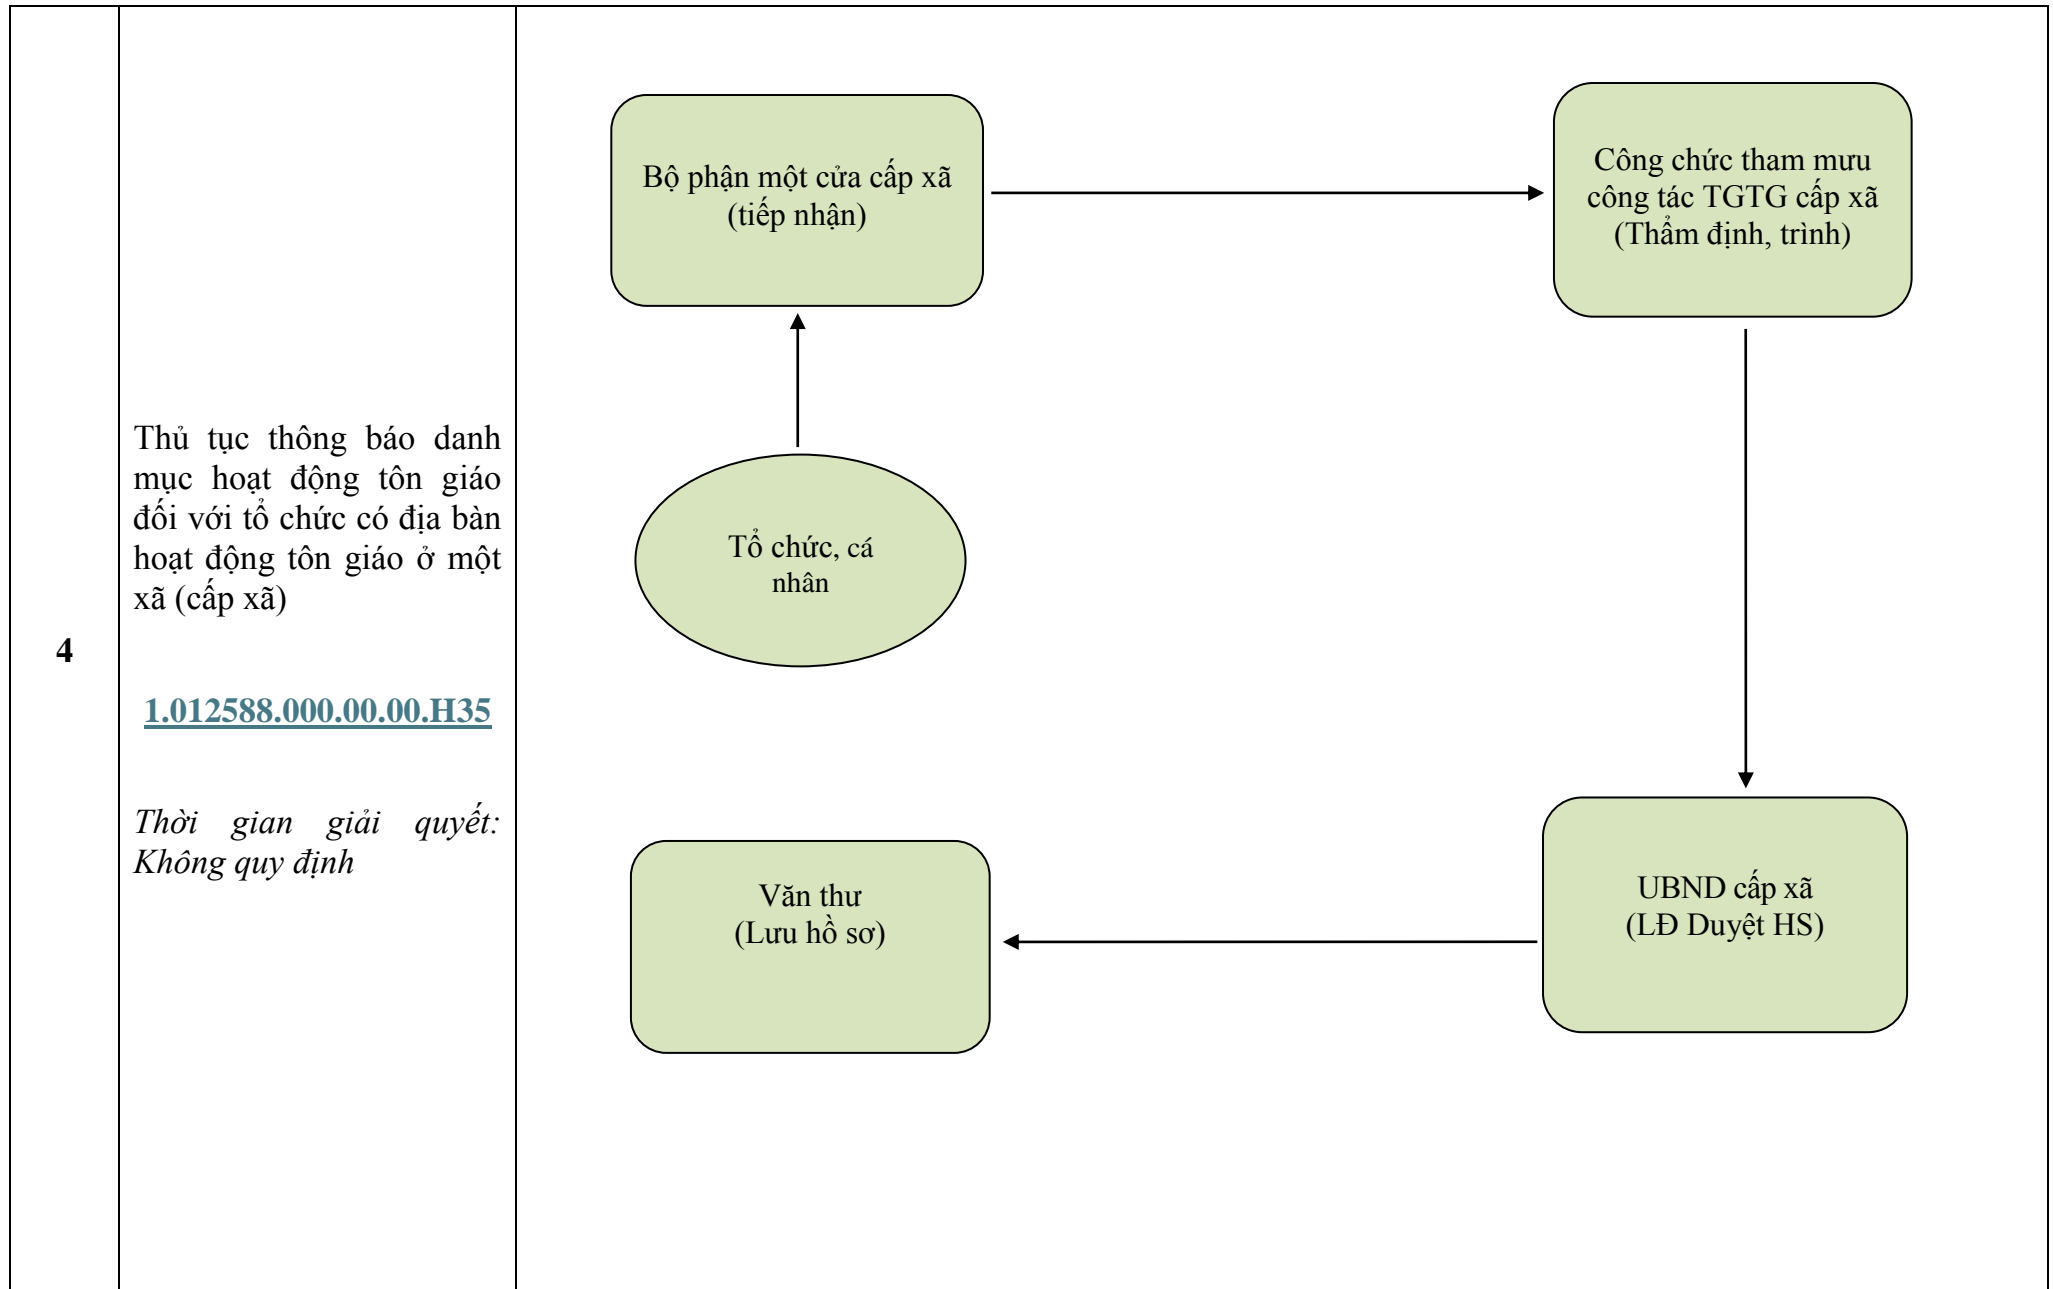 4
Thủ tục thông báo danh
mục hoạt động tôn giáo
đối với tổ chức có địa bàn
hoạt động tôn giáo ở một
xã (cấp xã)
1.012588.000.00.00.H35
Thời gian giải quyết:
Không quy định
Bộ phận một cửa cấp xã
(tiếp nhận)
Công chức tham mưu
công tác TGTG cấp xã
(Thẩm định, trình)
Tổ chức, cá
nhân
Văn thư
(Lưu hồ sơ)
UBND cấp xã
(LĐ Duyệt HS)